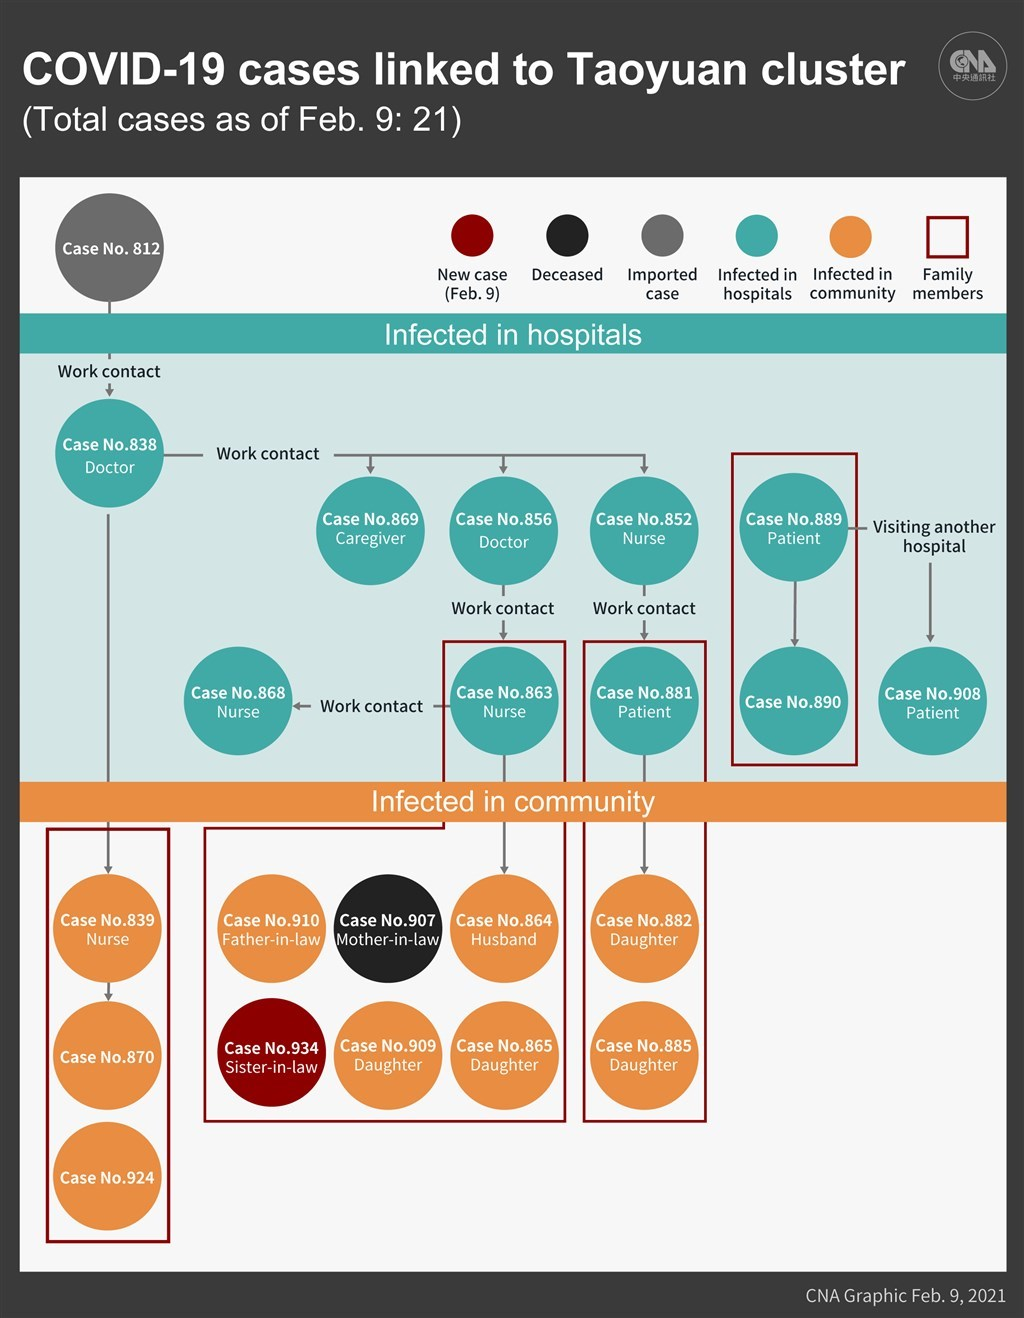 COVID-19 cases linked to Taoyuan cluster
(Total cases as of Feb. 9: 21)
CNA
中央通訊社
Case No. 812
New case
(Feb. 9)
Deceased
Imported
case
Infected in
hospitals
Infected in
community
Family
members
Infected in hospitals
Work contact
Case No.838
Doctor
Work contact
Case No.869
Caregiver
Case No.856
Doctor
Case No.852
Nurse
Case No.889
Patient
Visiting another
hospital
Work contact
Work contact
Case No.868
Nurse
Work contact
Case No.863
Nurse
Case No.881
Patient
Case No.890
Case No.908
Patient
Infected in community
Case No.839
Nurse
Case No.910
Father-in-law
Case No.907
Mother-in-law
Case No.864
Husband
Case No.882
Daughter
Case No.870
Case No.934
Sister-in-law
Case No.909
Daughter
Case No.865
Daughter
Case No.885
Daughter
Case No.924
CNA Graphic Feb. 9, 2021